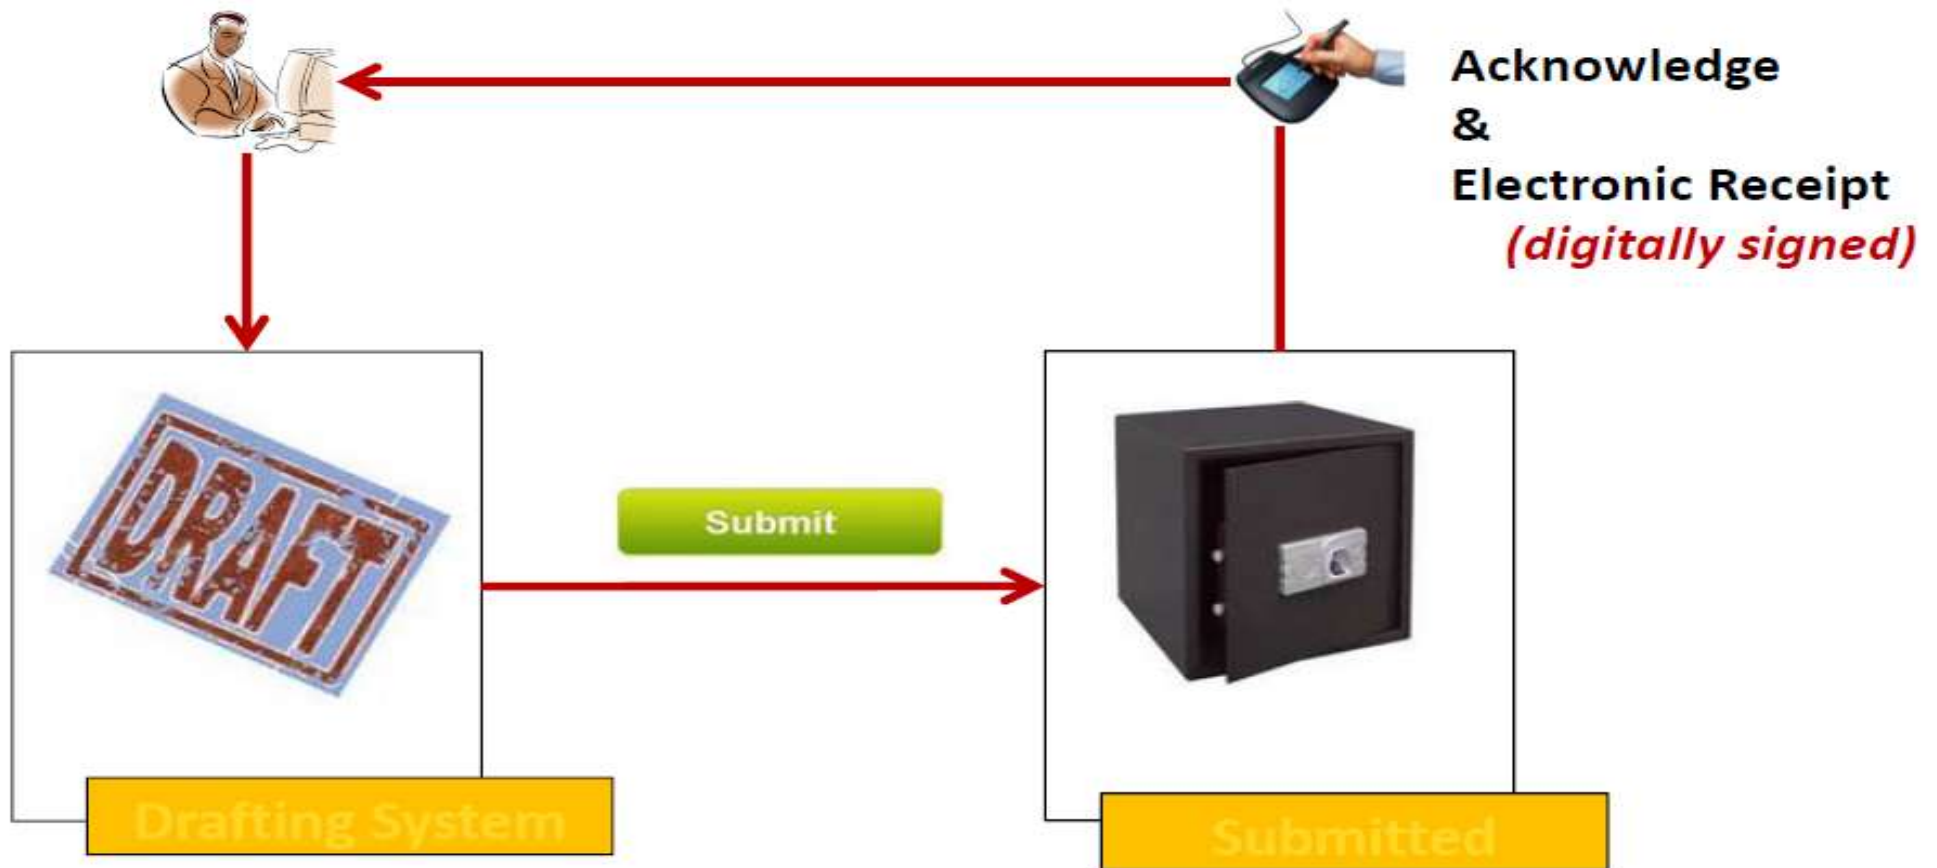 Acknowledge
&
Electronic Receipt
(digitally signed)
DRAFT
Submit
Drafting System
Submitted